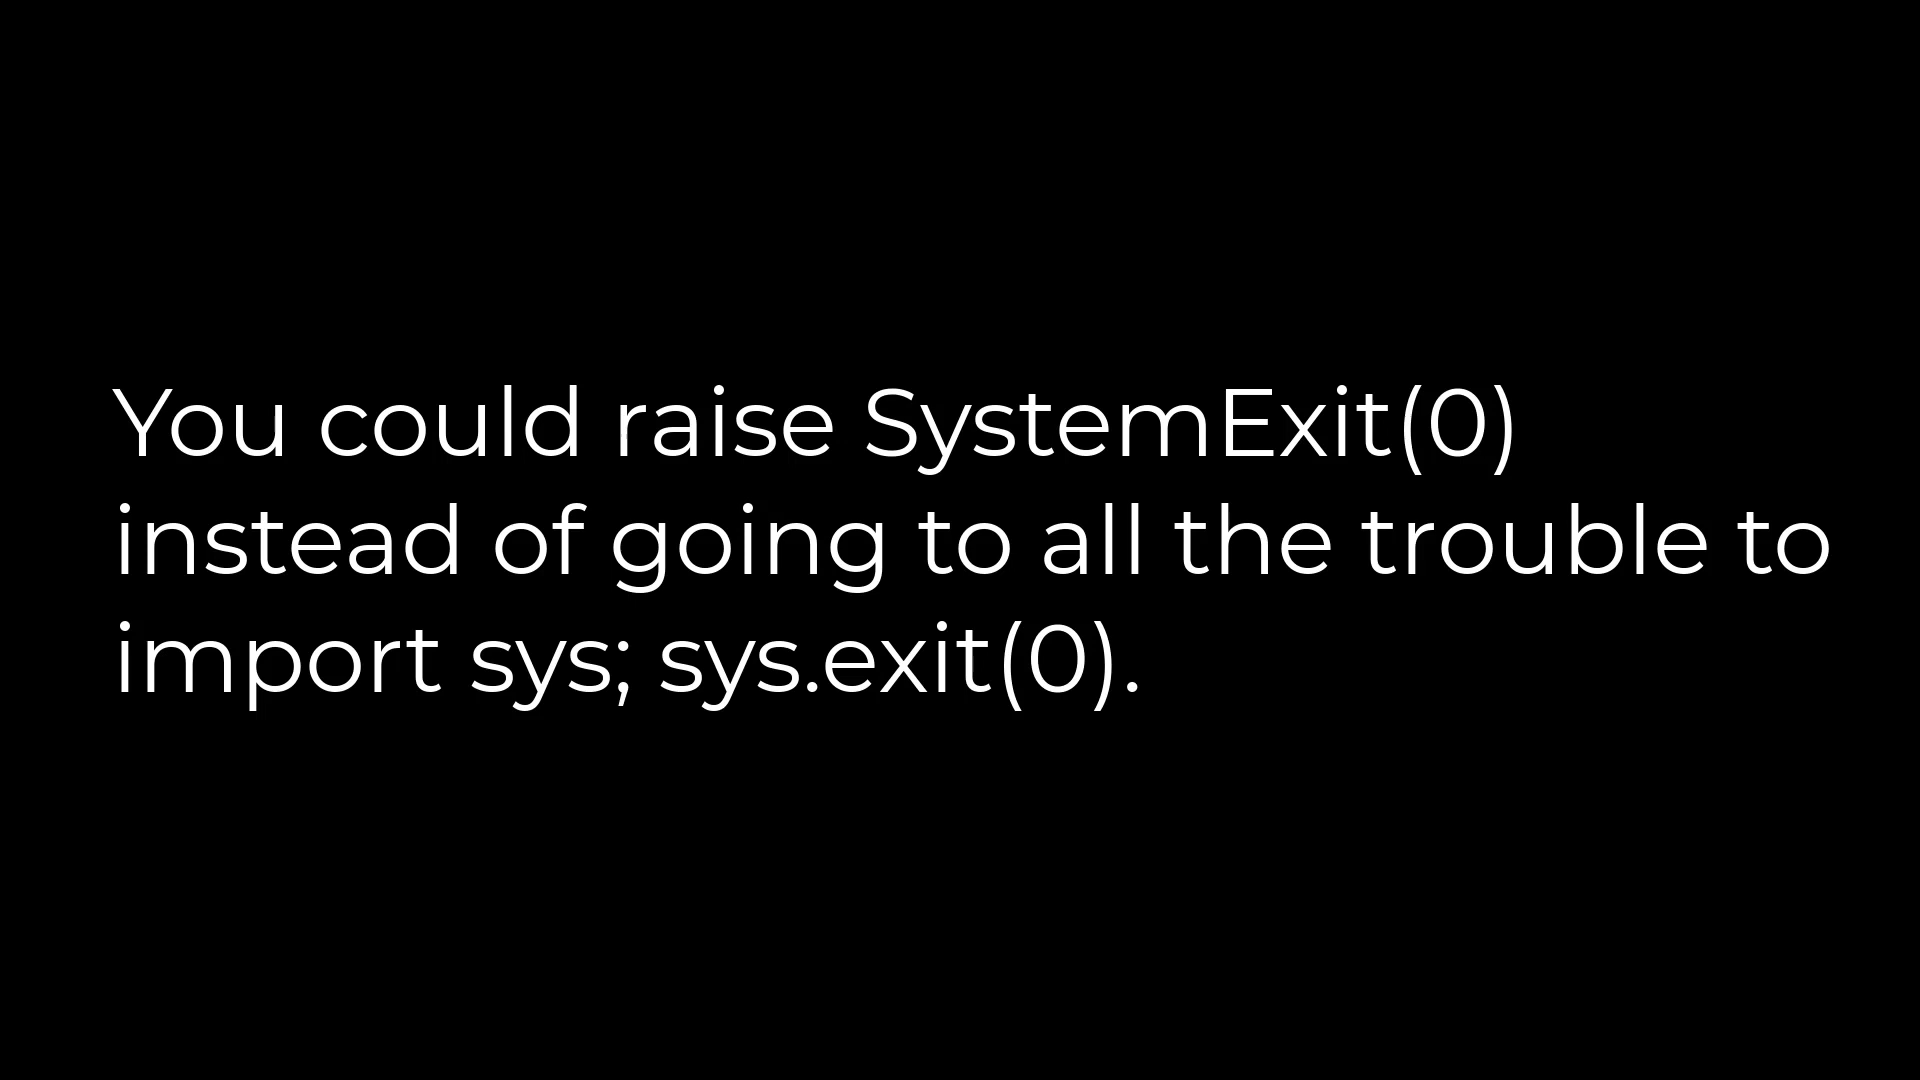 You could raise SystemExit(0)
instead of going to all the trouble to
import sys; sys.exit(0).